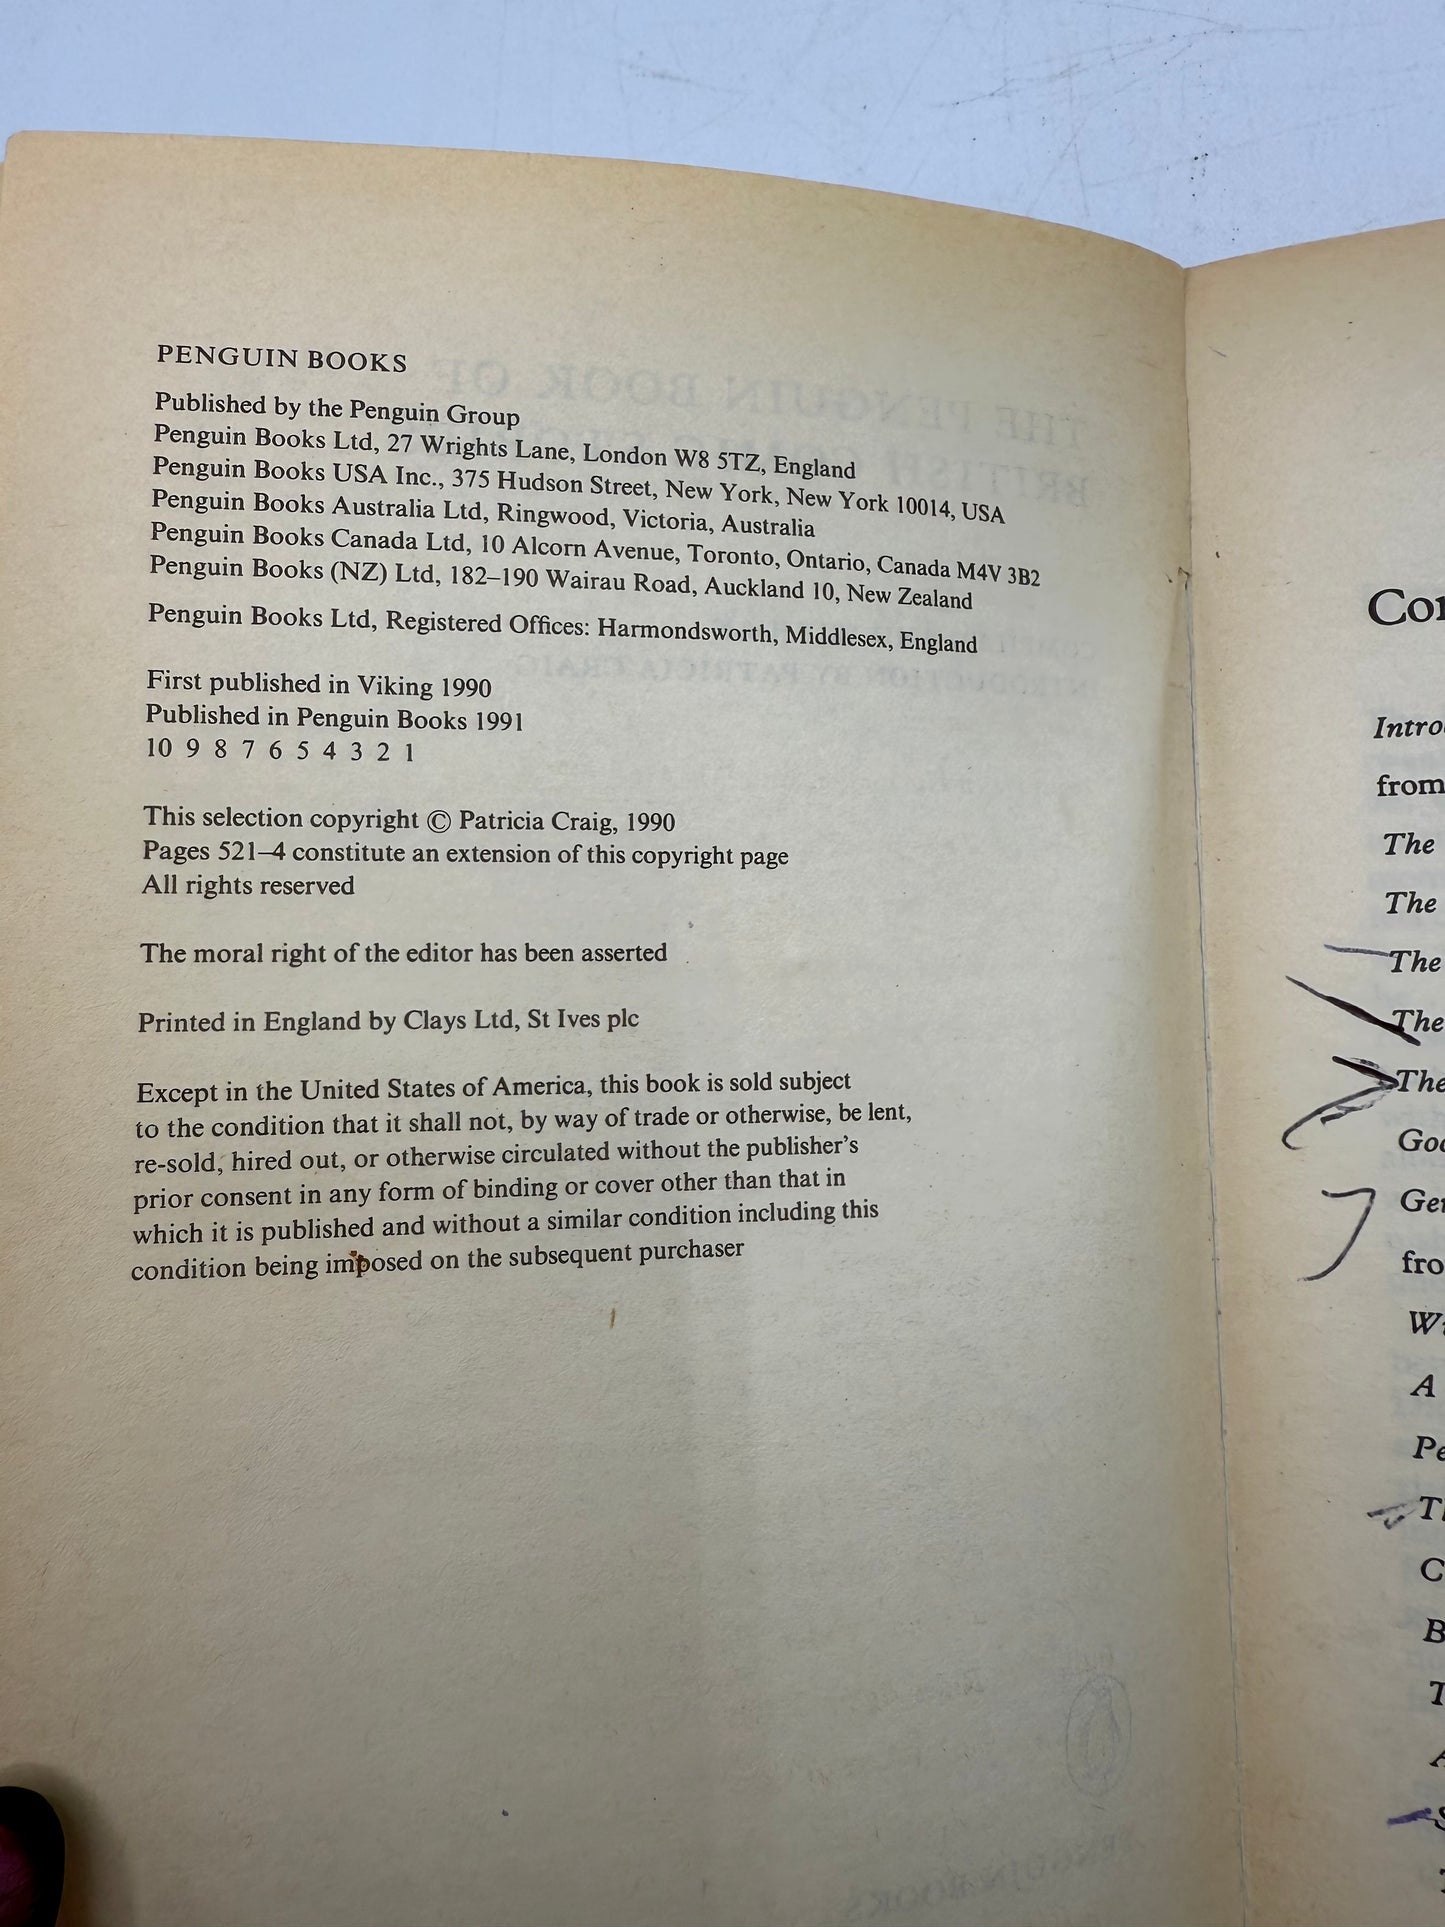 PENGUIN BOOKS
Published by the Penguin Group
Penguin Books Ltd, 27 Wrights Lane, London W8 5TZ, England
Penguin Books USA Inc., 375 Hudson Street, New York, New York 10014, USA
Penguin Books Australia Ltd, Ringwood, Victoria, Australia
Penguin Books Canada Ltd, 10 Alcorn Avenue, Toronto, Ontario, Canada M4V 3B2
Penguin Books (NZ) Ltd, 182–190 Wairau Road, Auckland 10, New Zealand
Penguin Books Ltd, Registered Offices: Harmondsworth, Middlesex, England
First published in Viking 1990
Published in Penguin Books 1991
10 9 8 7 6 5 4 3 2 1
This selection copyright © Patricia Craig, 1990
Pages 521–4 constitute an extension of this copyright page
All rights reserved
The moral right of the editor has been asserted
Printed in England by Clays Ltd, St Ives plc
Except in the United States of America, this book is sold subject
to the condition that it shall not, by way of trade or otherwise, be lent,
re-sold, hired out, or otherwise circulated without the publisher's
prior consent in any form of binding or cover other than that in
which it is published and without a similar condition including this
condition being imposed on the subsequent purchaser
from
The
The
The
The
The
A